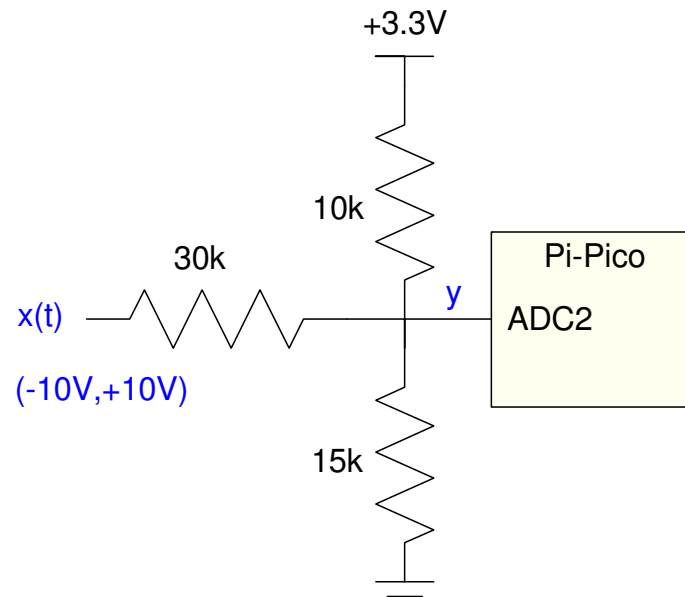 +3.3V
10k
Pi-Pico
30k
y
x(t)
ADC2
(-10V,+10V)
15k